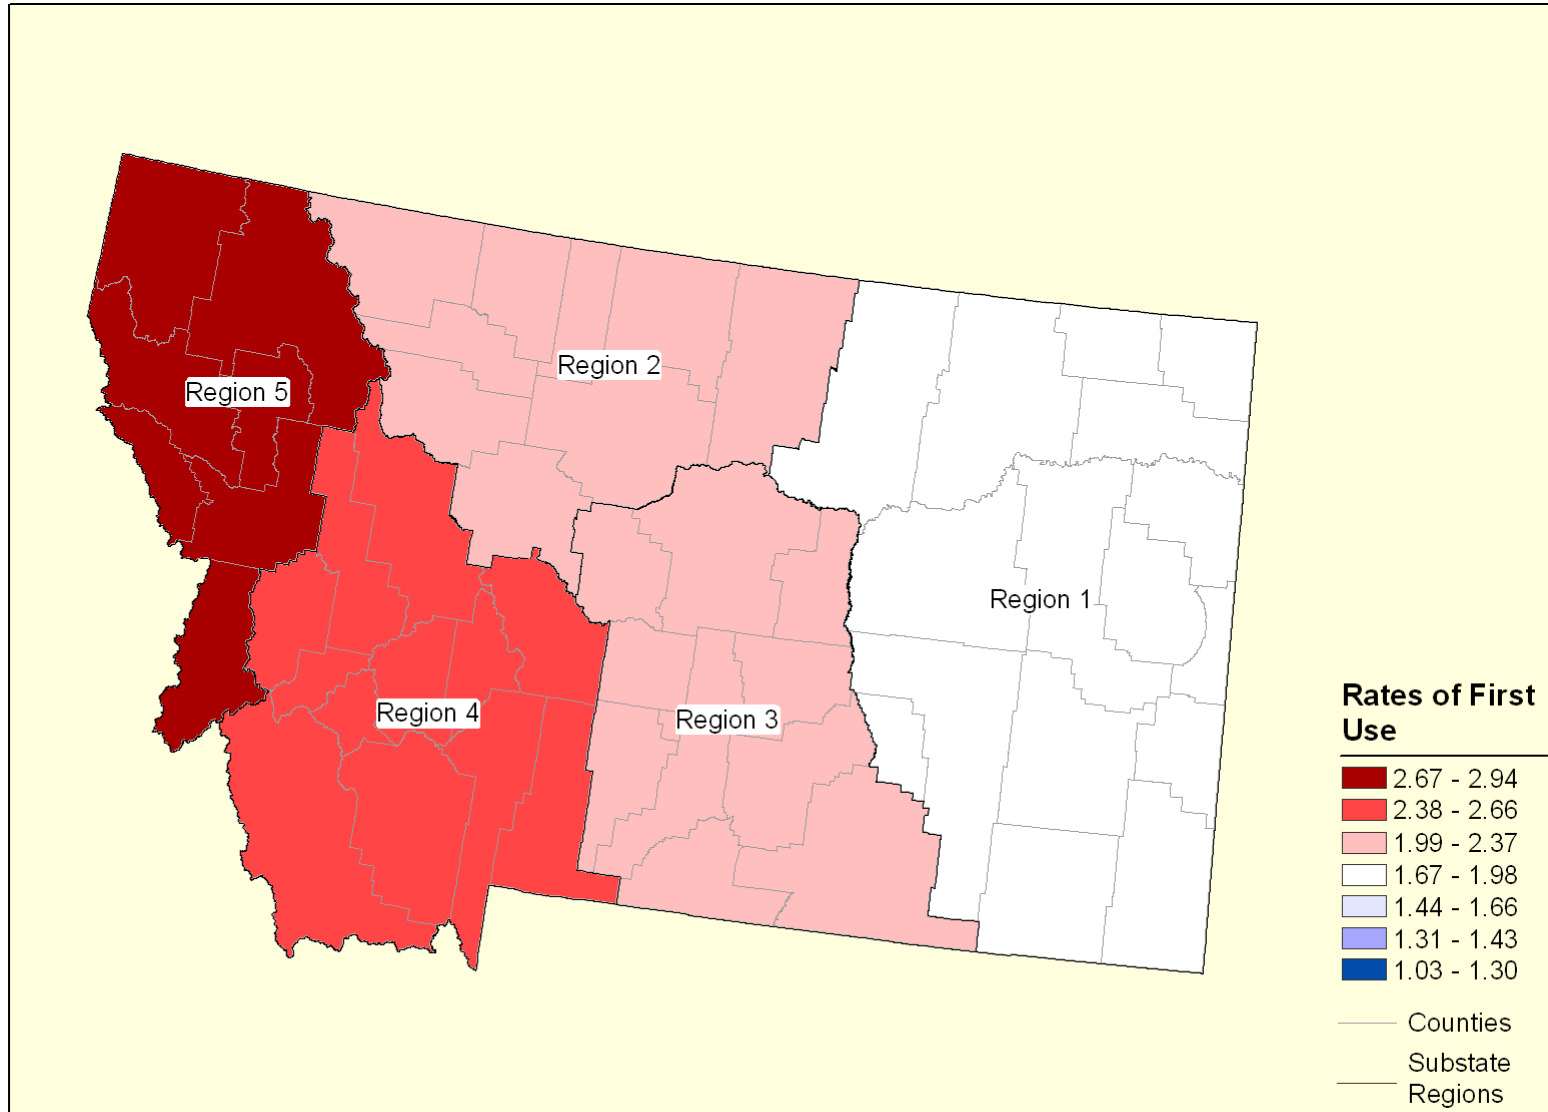 Region 2
Region 5
Region 1
Region 4
Region 3
Rates of First
Use
2.67 - 2.94
2.38 - 2.66
1.99 - 2.37
1.67 - 1.98
1.44 - 1.66
1.31 - 1.43
1.03 - 1.30
Counties
Substate
Regions